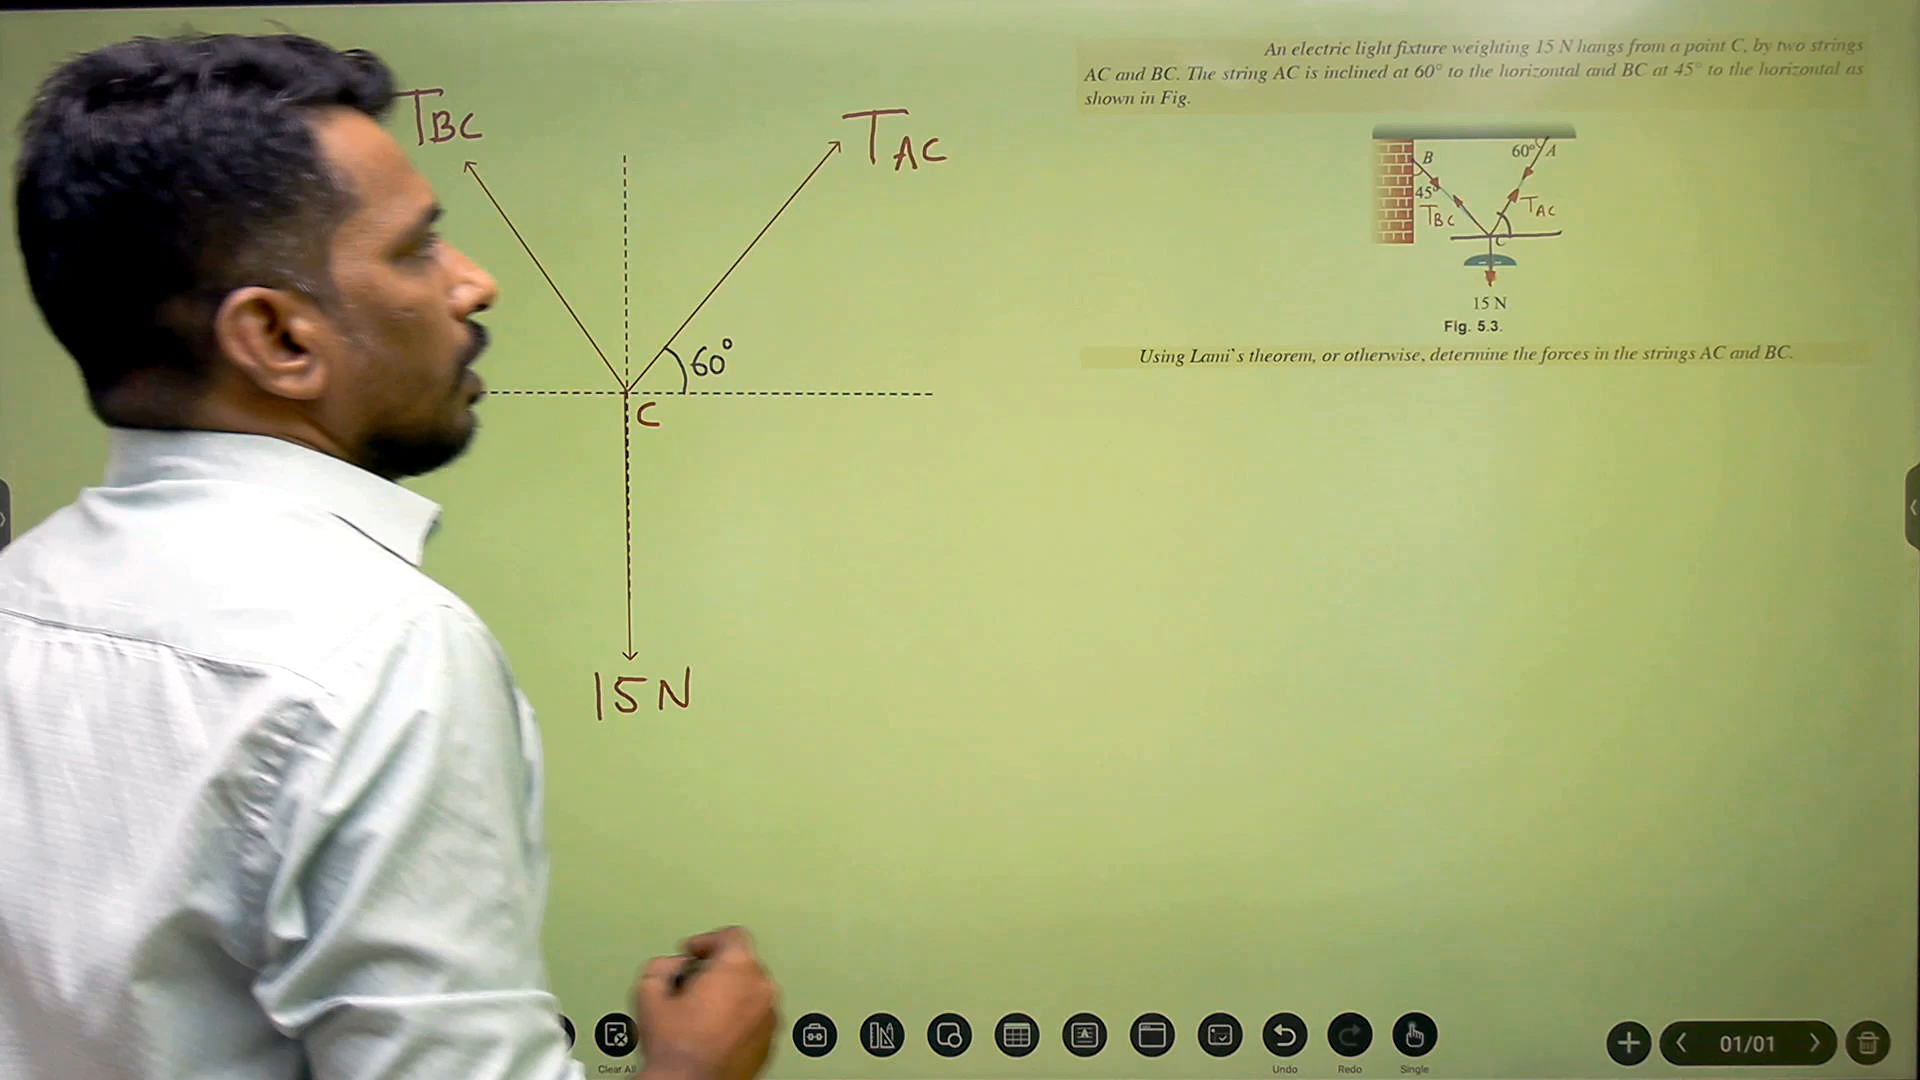 An electric light fixture weighting 15 N hangs from a point C, by two strings
AC and BC. The string AC is inclined at 60° to the horizontal and BC at 45° to the horizontal as
shown in Fig.
B
60°
A
45°
TBC
TAC
C
15 N
Fig. 5.3.
Using Lami's theorem, or otherwise, determine the forces in the strings AC and BC.
TBC
TAC
60°
C
15N
Clear All
Undo
Redo
Single
01/01